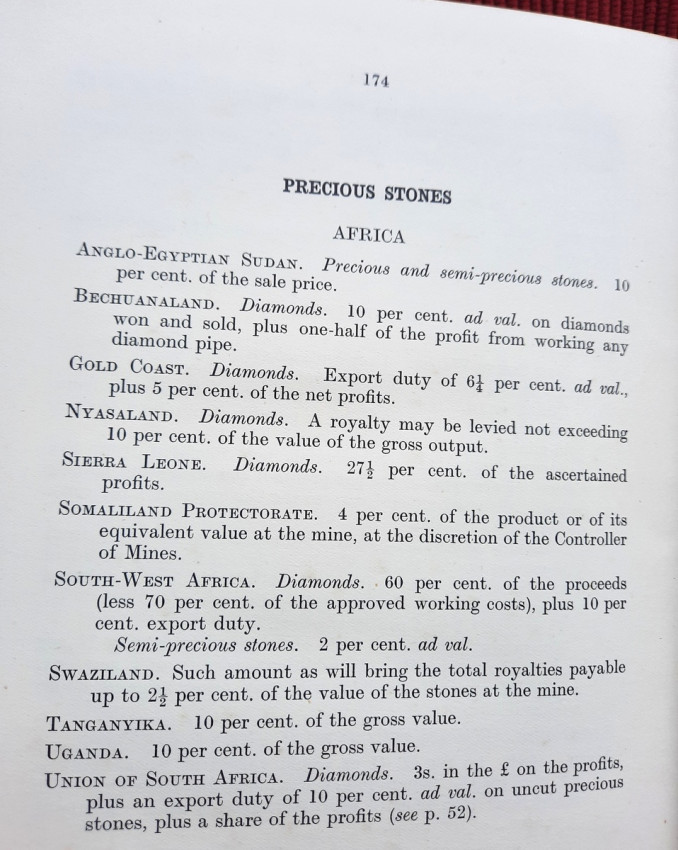 174
PRECIOUS STONES
AFRICA
ANGLO-EGYPTIAN SUDAN. Precious and semi-precious stones. 10
per cent. of the sale price.
BECHUANALAND. Diamonds. 10 per cent. ad val. on diamonds
won and sold, plus one-half of the profit from working any
diamond pipe.
GOLD COAST. Diamonds. Export duty of 6¼ per cent. ad val.,
plus 5 per cent. of the net profits.
NYASALAND. Diamonds. A royalty may be levied not exceeding
10 per cent. of the value of the gross output.
SIERRA LEONE. Diamonds. 27½ per cent. of the ascertained
profits.
SOMALILAND PROTECTORATE. 4 per cent. of the product or of its
equivalent value at the mine, at the discretion of the Controller
of Mines.
SOUTH-WEST AFRICA. Diamonds. 60 per cent. of the proceeds
(less 70 per cent. of the approved working costs), plus 10 per
cent. export duty.
Semi-precious stones. 2 per cent. ad val.
SWAZILAND. Such amount as will bring the total royalties payable
up to 2½ per cent. of the value of the stones at the mine.
TANGANYIKA. 10 per cent. of the gross value.
UGANDA. 10 per cent. of the gross value.
UNION OF SOUTH AFRICA. Diamonds. 3s. in the £ on the profits,
plus an export duty of 10 per cent. ad val. on uncut precious
stones, plus a share of the profits (see p. 52).